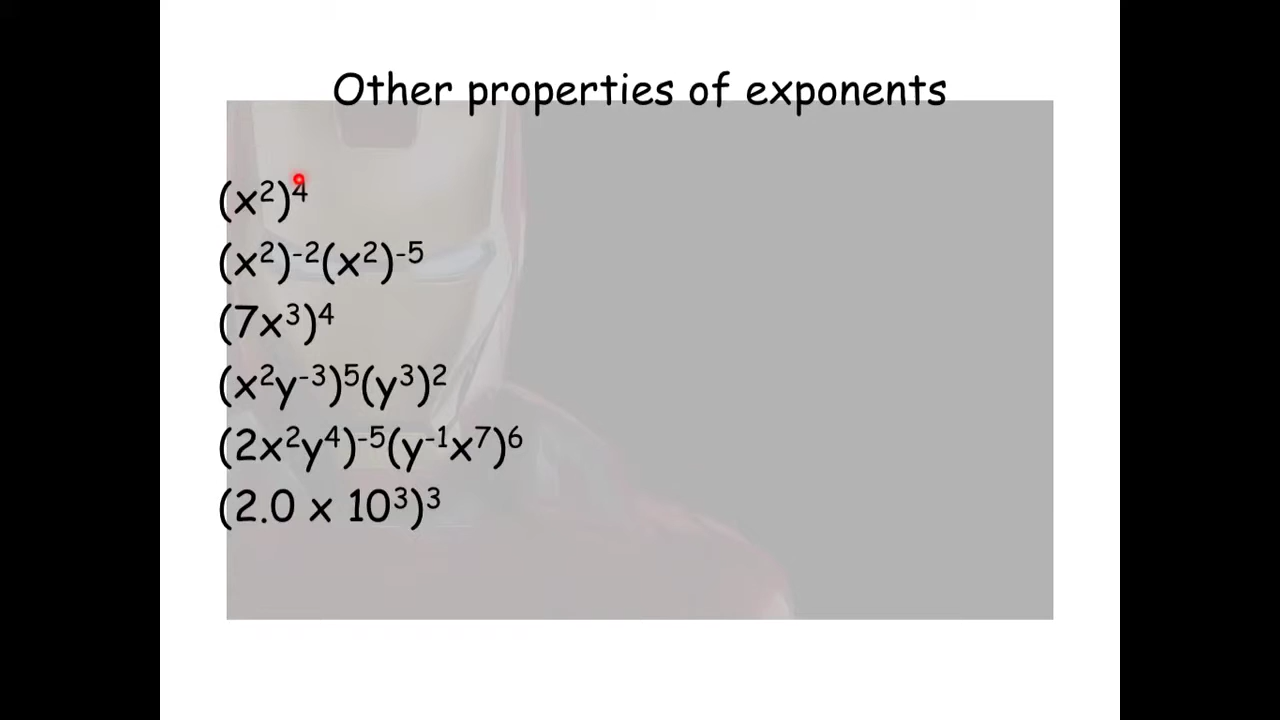 Other properties of exponents
(x²)⁴
(x²)⁻²(x²)⁻⁵
(7x³)⁴
(x²y⁻³)⁵(y³)²
(2x²y⁴)⁻⁵(y⁻¹x⁷)⁶
(2.0 x 10³)³